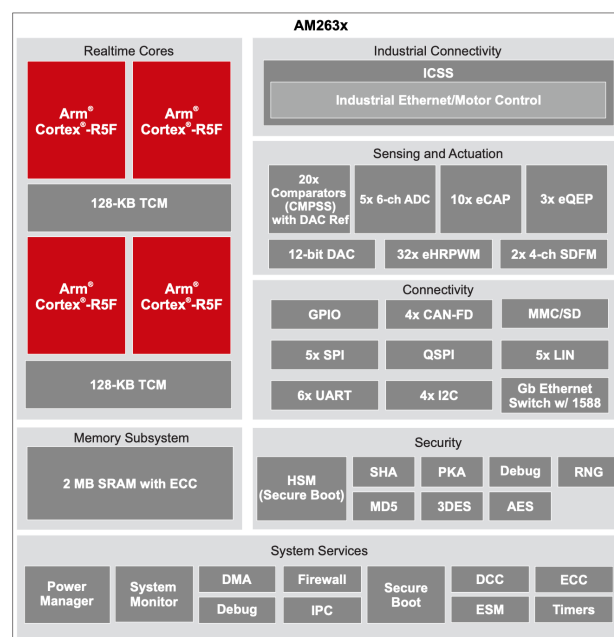 AM263x
Realtime Cores
Arm®
Cortex®-R5F
Arm®
Cortex®-R5F
128-KB TCM
Arm®
Cortex®-R5F
Arm®
Cortex®-R5F
128-KB TCM
Industrial Connectivity
ICSS
Industrial Ethernet/Motor Control
Sensing and Actuation
20x
Comparators
(CMPSS)
with DAC Ref
5x 6-ch ADC
10x eCAP
3x eQEP
12-bit DAC
32x eHRPWM
2x 4-ch SDFM
Connectivity
GPIO
4x CAN-FD
MMC/SD
5x SPI
QSPI
5x LIN
6x UART
4x I2C
Gb Ethernet
Switch w/ 1588
Memory Subsystem
2 MB SRAM with ECC
Security
HSM
(Secure Boot)
SHA
PKA
Debug
RNG
MD5
3DES
AES
System Services
Power
Manager
System
Monitor
DMA
Firewall
Debug
IPC
Secure
Boot
DCC
ECC
ESM
Timers